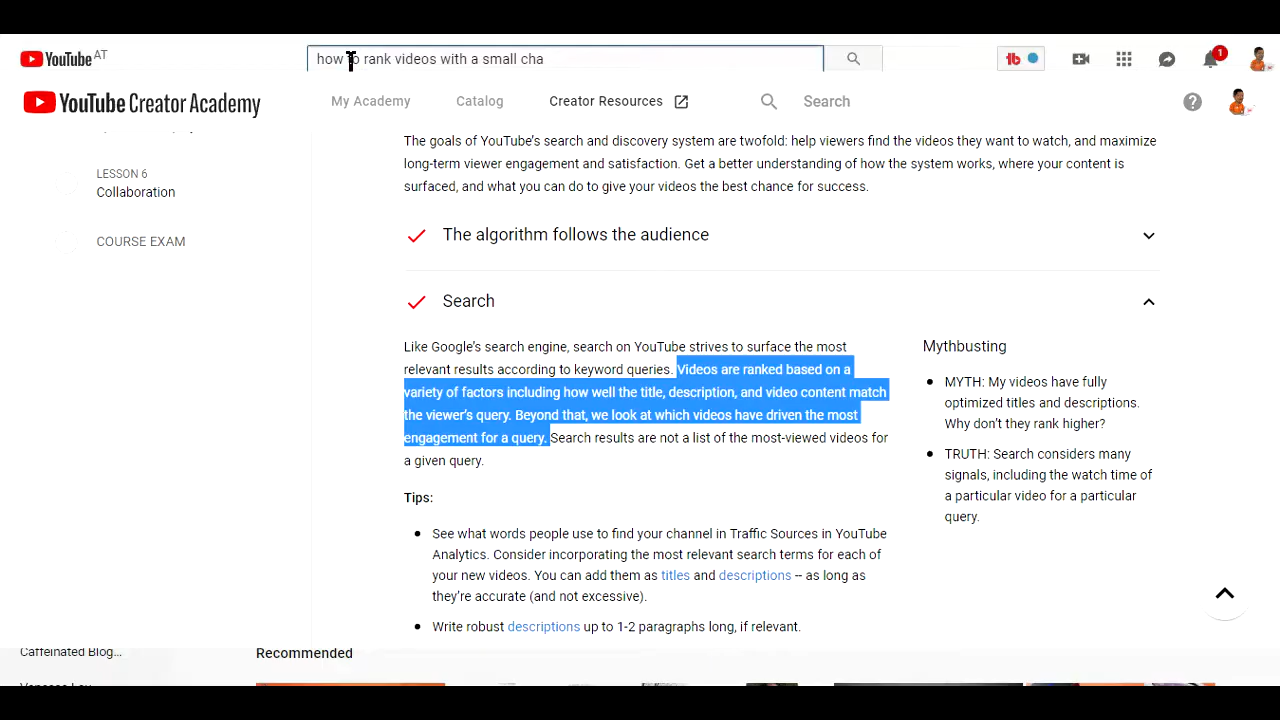 YouTube AT
how to rank videos with a small cha
1
YouTube Creator Academy
My Academy
Catalog
Creator Resources
Search
The goals of YouTube's search and discovery system are twofold: help viewers find the videos they want to watch, and maximize
long-term viewer engagement and satisfaction. Get a better understanding of how the system works, where your content is
surfaced, and what you can do to give your videos the best chance for success.
LESSON 6
Collaboration
COURSE EXAM
The algorithm follows the audience
Search
Like Google's search engine, search on YouTube strives to surface the most
relevant results according to keyword queries. Videos are ranked based on a
variety of factors including how well the title, description, and video content match
the viewer's query. Beyond that, we look at which videos have driven the most
engagement for a query. Search results are not a list of the most-viewed videos for
a given query.
Tips:
See what words people use to find your channel in Traffic Sources in YouTube
Analytics. Consider incorporating the most relevant search terms for each of
your new videos. You can add them as titles and descriptions -- as long as
they're accurate (and not excessive).
Write robust descriptions up to 1-2 paragraphs long, if relevant.
Mythbusting
MYTH: My videos have fully
optimized titles and descriptions.
Why don't they rank higher?
TRUTH: Search considers many
signals, including the watch time of
a particular video for a particular
query.
Caffeinated Blog...
Recommended